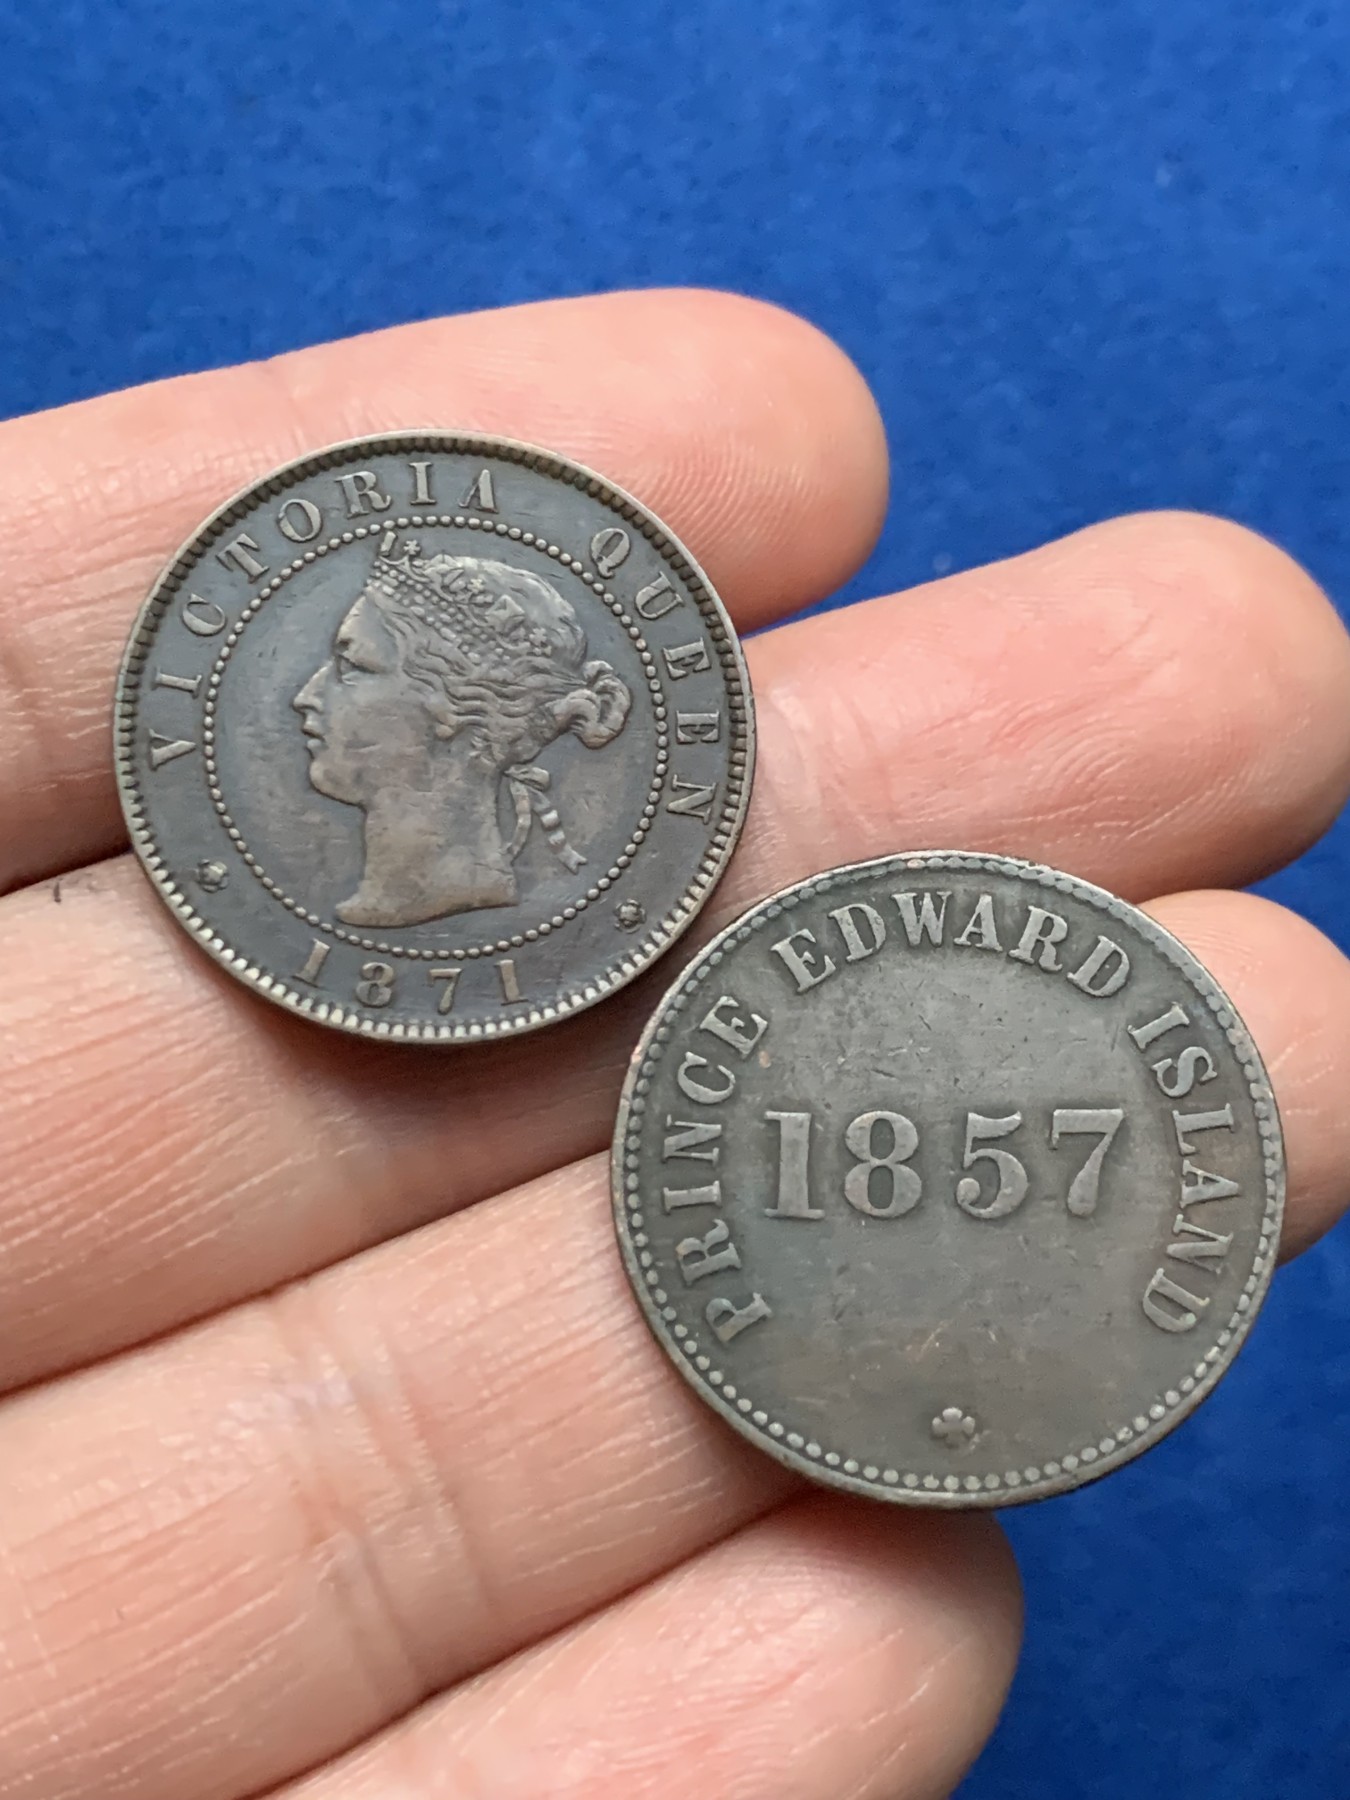 VICTORIA QUEEN
1871
PRINCE EDWARD ISLAND
1857